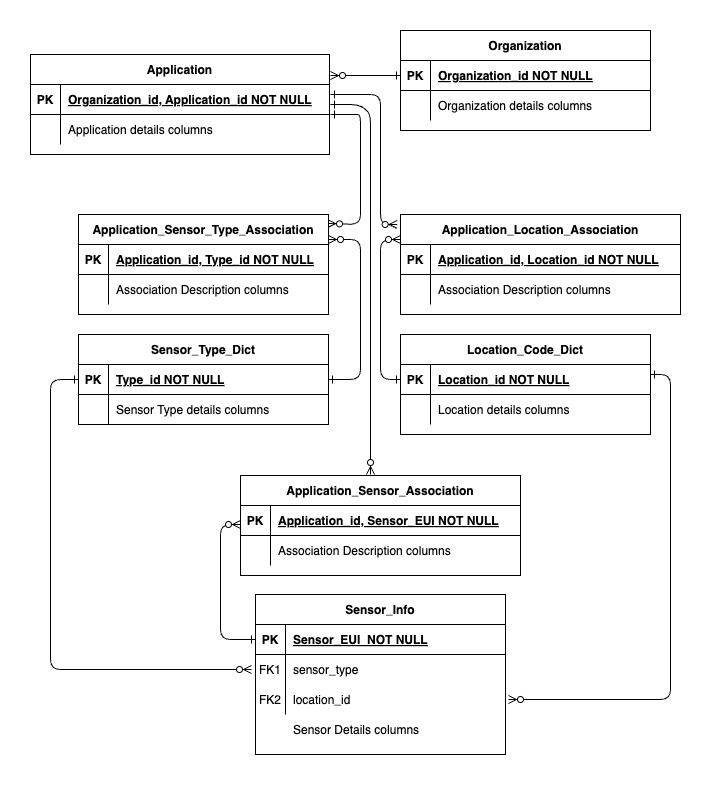 Organization
PK Organization_id NOT NULL
Organization details columns
Application
PK Organization_id, Application_id NOT NULL
Application details columns
Application_Sensor_Type_Association
PK Application_id, Type_id NOT NULL
Association Description columns
Application_Location_Association
PK Application_id, Location_id NOT NULL
Association Description columns
Sensor_Type_Dict
PK Type_id NOT NULL
Sensor Type details columns
Location_Code_Dict
PK Location_id NOT NULL
Location details columns
Application_Sensor_Association
PK Application_id, Sensor_EUI NOT NULL
Association Description columns
Sensor_Info
PK Sensor_EUI NOT NULL
FK1 sensor_type
FK2 location_id
Sensor Details columns